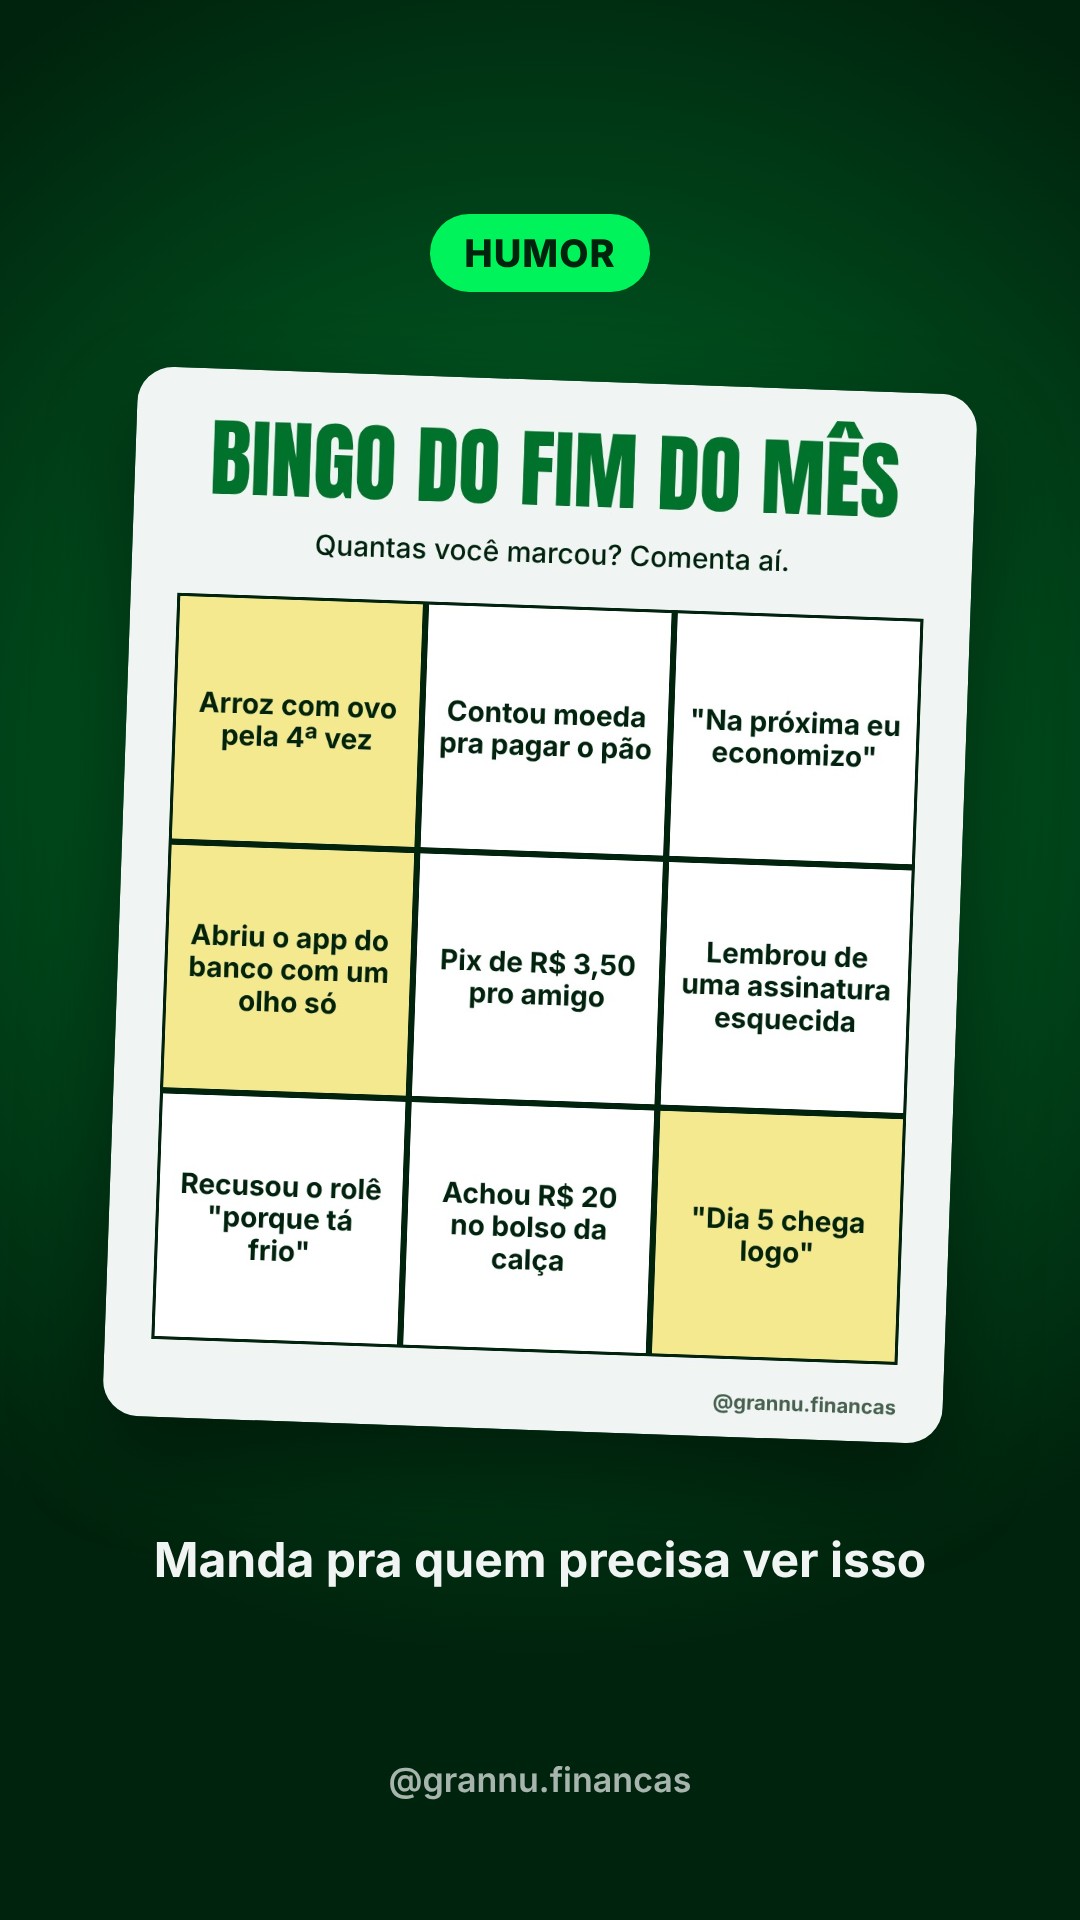 HUMOR
BINGO DO FIM DO MÊS
Quantas você marcou? Comenta aí.
Arroz com ovo
pela 4ª vez
Contou moeda
pra pagar o pão
"Na próxima eu
economizo"
Abriu o app do
banco com um
olho só
Pix de R$ 3,50
pro amigo
Lembrou de
uma assinatura
esquecida
Recusou o rolê
"porque tá
frio"
Achou R$ 20
no bolso da
calça
"Dia 5 chega
logo"
@grannu.financas
Manda pra quem precisa ver isso
@grannu.financas